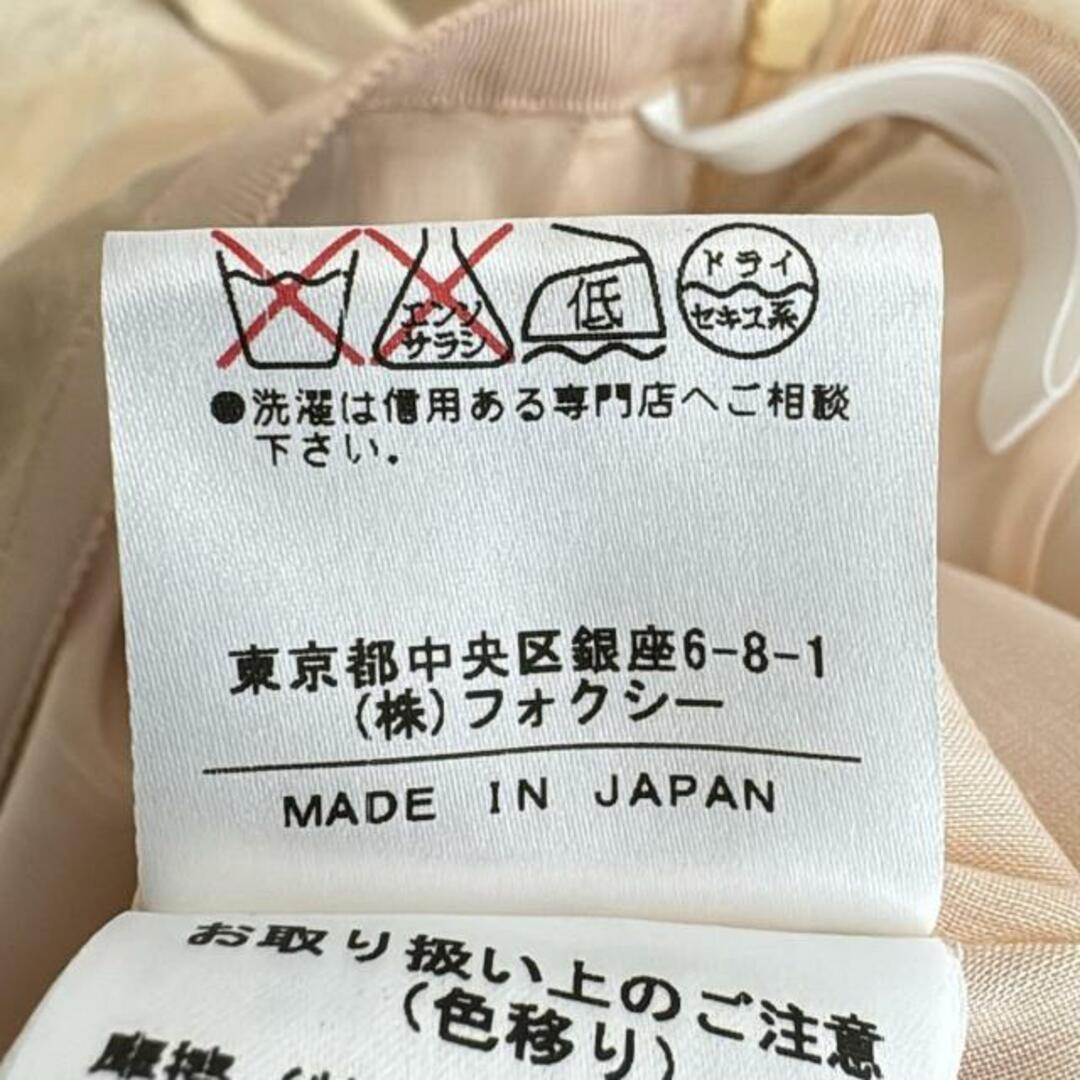 エンソ
サラシ
低
ドライ
セキユ系
●洗濯は信用ある専門店へご相談
下さい.
東京都中央区銀座6-8-1
(株)フォクシー
MADE IN JAPAN
お取り扱い上のご注意
(色移り)